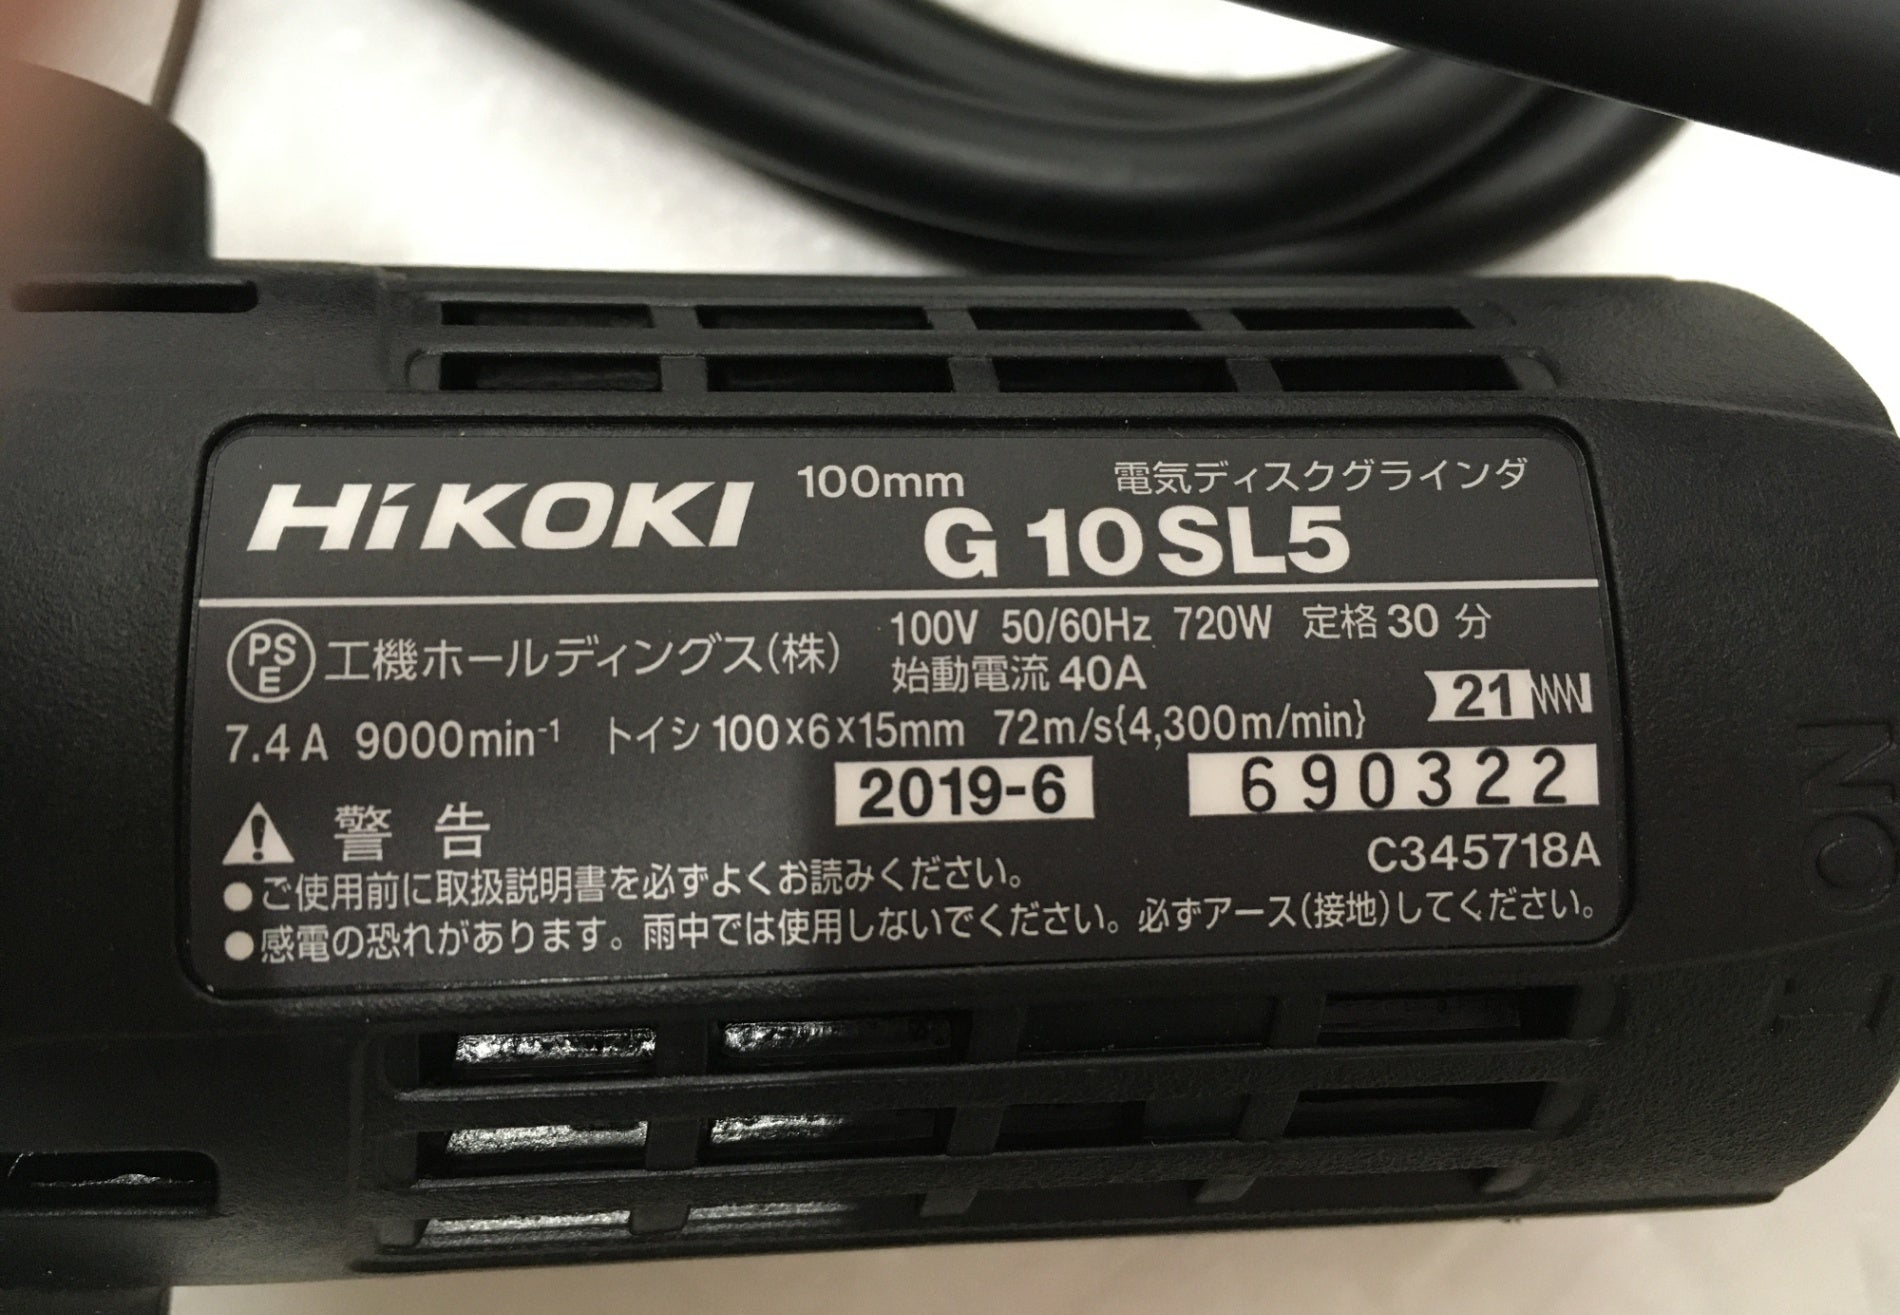 HiKOKI 100mm 電気ディスクグラインダ
G 10SL5
PSE 工機ホールディングス(株) 100V 50/60Hz 720W 定格 30 分
始動電流 40A
7.4A 9000min⁻¹ トイシ 100×6×15mm 72m/s{4,300m/min} 21
2019-6 690322
警告
C345718A
●ご使用前に取扱説明書を必ずよくお読みください。
●感電の恐れがあります。雨中では使用しないでください。必ずアース(接地)してください。
ON